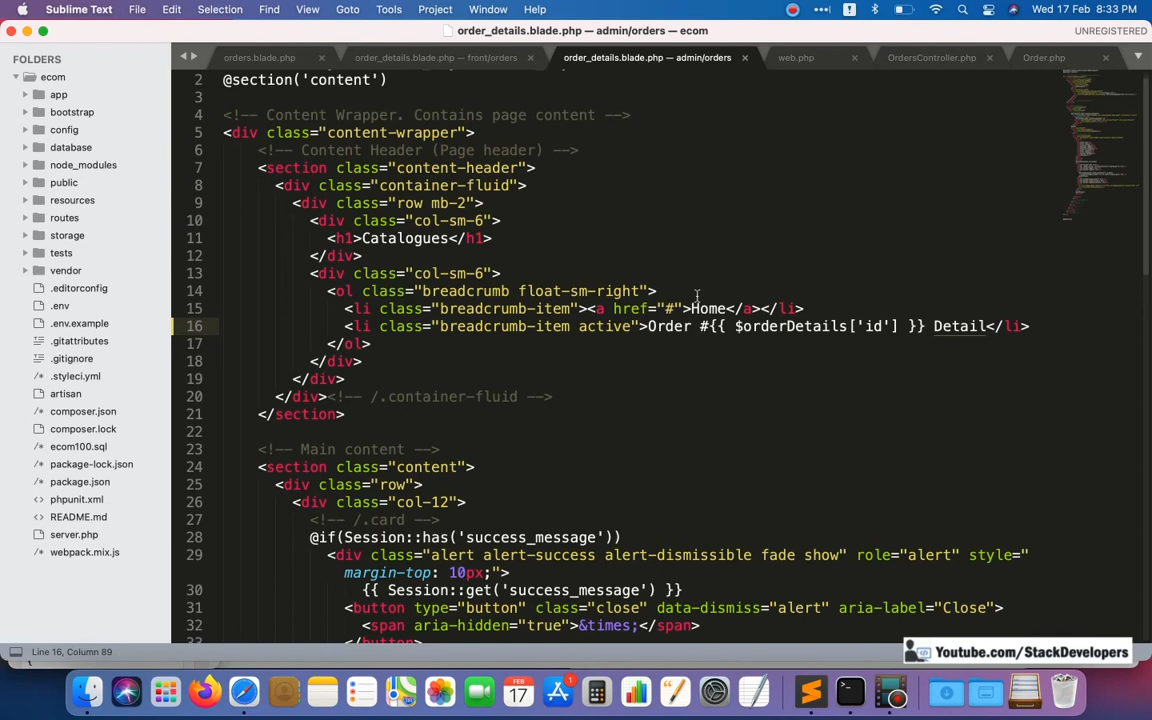 Sublime Text File Edit Selection Find View Goto Tools Project Window Help Wed 17 Feb 8:33 PM
order_details.blade.php — admin/orders — ecom UNREGISTERED
orders.blade.php order_details.blade.php — front/orders order_details.blade.php — admin/orders web.php OrdersController.php Order.php
FOLDERS
ecom
app
bootstrap
config
database
node_modules
public
resources
routes
storage
tests
vendor
.editorconfig
.env
.env.example
.gitattributes
.gitignore
.styleci.yml
artisan
composer.json
composer.lock
ecom100.sql
package-lock.json
package.json
phpunit.xml
README.md
server.php
webpack.mix.js
2 @section('content')
3
4 <!-- Content Wrapper. Contains page content -->
5 <div class="content-wrapper">
6 <!-- Content Header (Page header) -->
7 <section class="content-header">
8 <div class="container-fluid">
9 <div class="row mb-2">
10 <div class="col-sm-6">
11 <h1>Catalogues</h1>
12 </div>
13 <div class="col-sm-6">
14 <ol class="breadcrumb float-sm-right">
15 <li class="breadcrumb-item"><a href="#">Home</a></li>
16 <li class="breadcrumb-item active">Order #{{ $orderDetails['id'] }} Detail</li>
17 </ol>
18 </div>
19 </div>
20 </div><!-- /.container-fluid -->
21 </section>
22
23 <!-- Main content -->
24 <section class="content">
25 <div class="row">
26 <div class="col-12">
27 <!-- /.card -->
28 @if(Session::has('success_message'))
29 <div class="alert alert-success alert-dismissible fade show" role="alert" style="
margin-top: 10px;">
30 {{ Session::get('success_message') }}
31 <button type="button" class="close" data-dismiss="alert" aria-label="Close">
32 <span aria-hidden="true">&times;</span>
33 </button>
Line 16, Column 89
Youtube.com/StackDevelopers
FEB
17
1